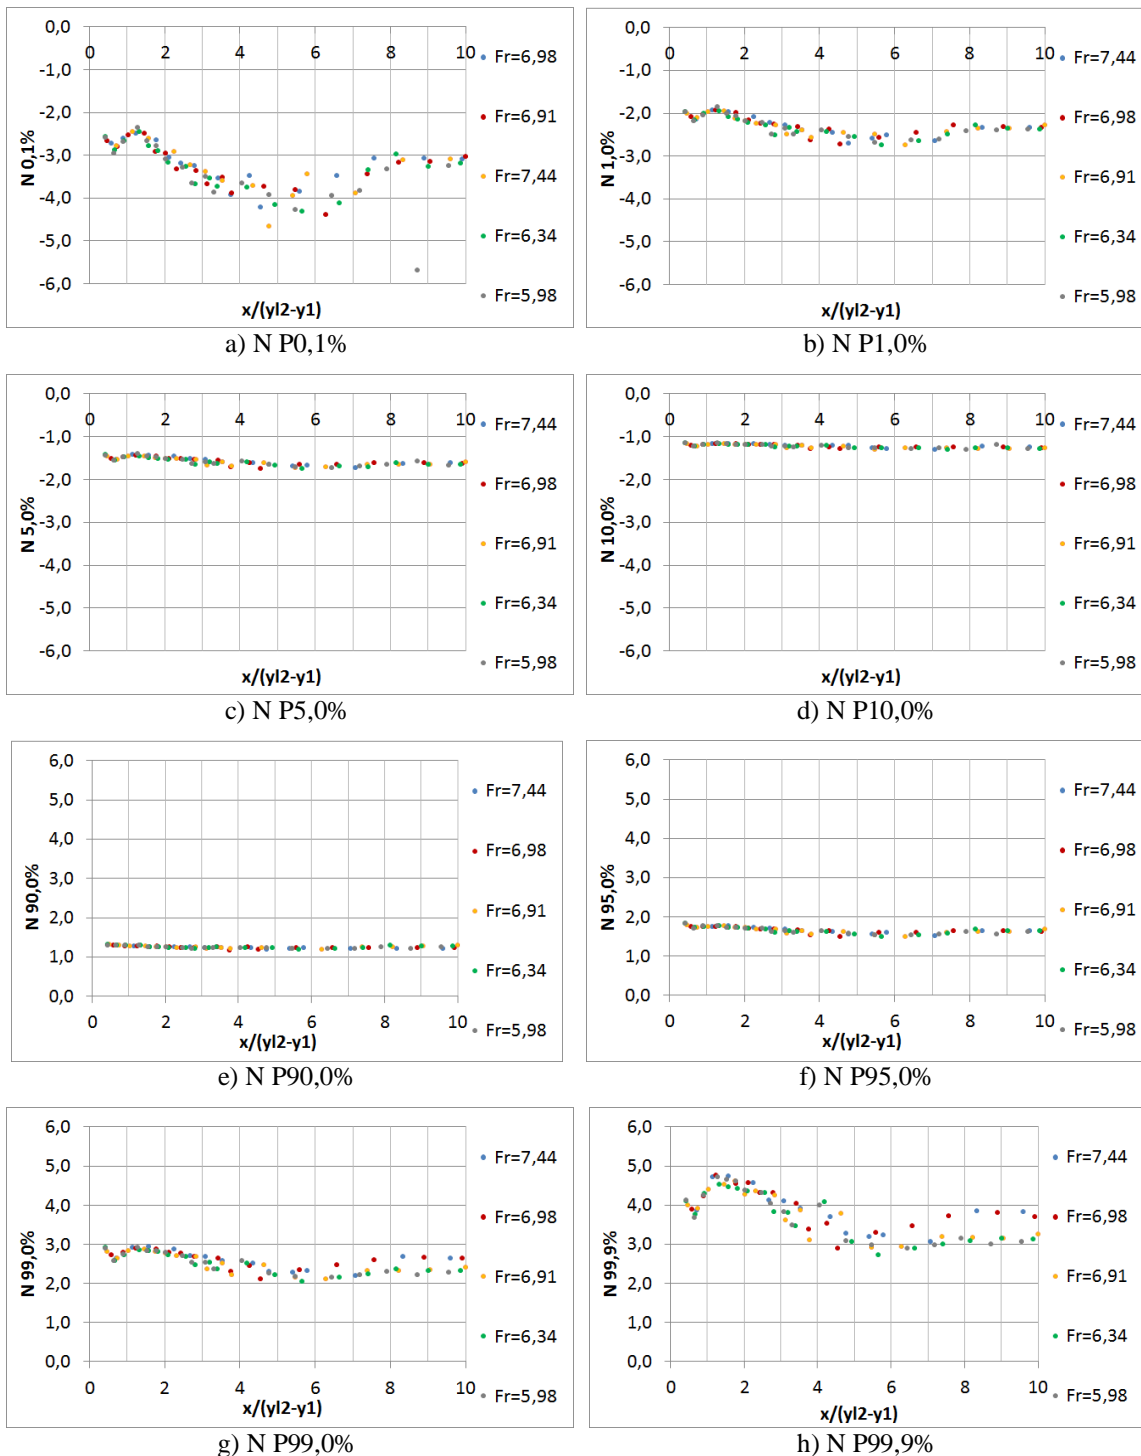 0,0
-1,0
-2,0
-3,0
-4,0
-5,0
-6,0
0 2 4 6 8 10
N 0,1%
x/(yl2-y1)
Fr=6,98
Fr=6,91
Fr=7,44
Fr=6,34
Fr=5,98
a) N P0,1%
0,0
-1,0
-2,0
-3,0
-4,0
-5,0
-6,0
0 2 4 6 8 10
N 1,0%
x/(yl2-y1)
Fr=7,44
Fr=6,98
Fr=6,91
Fr=6,34
Fr=5,98
b) N P1,0%
0,0
-1,0
-2,0
-3,0
-4,0
-5,0
-6,0
0 2 4 6 8 10
N 5,0%
x/(yl2-y1)
Fr=7,44
Fr=6,98
Fr=6,91
Fr=6,34
Fr=5,98
c) N P5,0%
0,0
-1,0
-2,0
-3,0
-4,0
-5,0
-6,0
0 2 4 6 8 10
N 10,0%
x/(yl2-y1)
Fr=7,44
Fr=6,98
Fr=6,91
Fr=6,34
Fr=5,98
d) N P10,0%
6,0
5,0
4,0
3,0
2,0
1,0
0,0
0 2 4 6 8 10
N 90,0%
x/(yl2-y1)
Fr=7,44
Fr=6,98
Fr=6,91
Fr=6,34
Fr=5,98
e) N P90,0%
6,0
5,0
4,0
3,0
2,0
1,0
0,0
0 2 4 6 8 10
N 95,0%
x/(yl2-y1)
Fr=7,44
Fr=6,98
Fr=6,91
Fr=6,34
Fr=5,98
f) N P95,0%
6,0
5,0
4,0
3,0
2,0
1,0
0,0
0 2 4 6 8 10
N 99,0%
x/(yl2-y1)
Fr=7,44
Fr=6,98
Fr=6,91
Fr=6,34
Fr=5,98
g) N P99,0%
6,0
5,0
4,0
3,0
2,0
1,0
0,0
0 2 4 6 8 10
N 99,9%
x/(yl2-y1)
Fr=7,44
Fr=6,98
Fr=6,91
Fr=6,34
Fr=5,98
h) N P99,9%